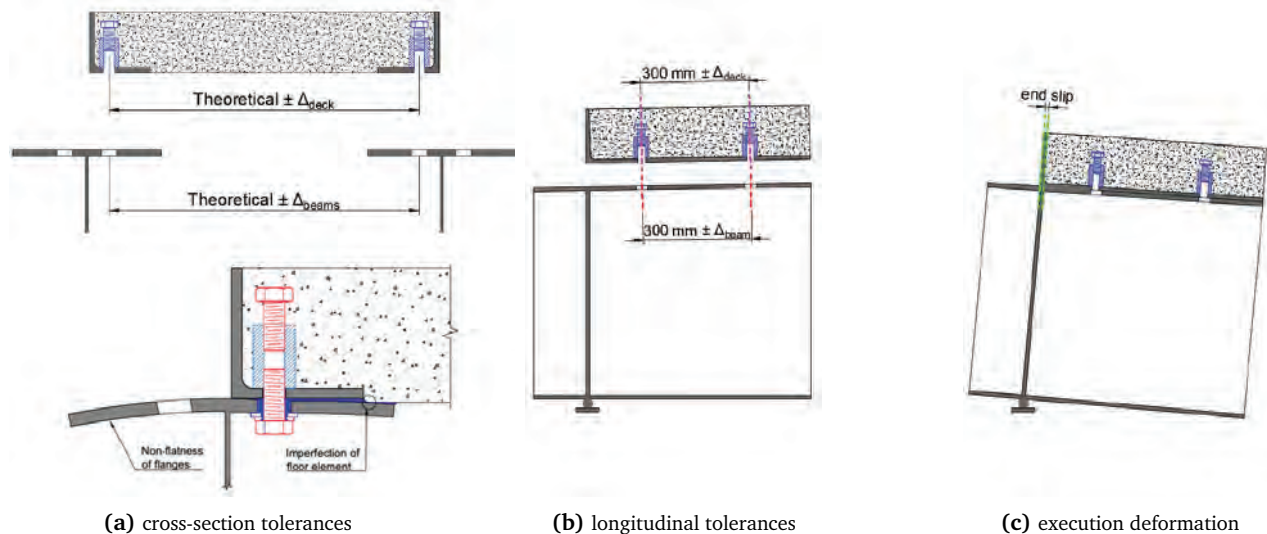 Theoretical ± Δdeck
Theoretical ± Δbeams
Non-flatness
of flanges
Imperfection of
floor element
(a) cross-section tolerances
300 mm ± Δdeck
300 mm ± Δbeam
(b) longitudinal tolerances
end slip
(c) execution deformation